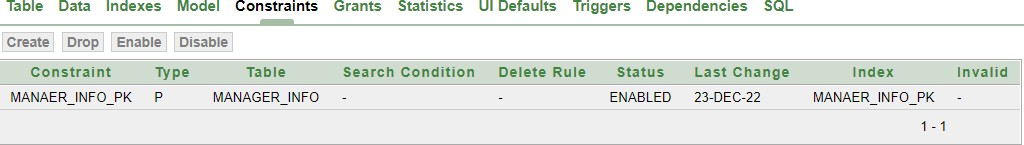 Table Data Indexes Model Constraints Grants Statistics UI Defaults Triggers Dependencies SQL
Create Drop Enable Disable
Constraint Type Table Search Condition Delete Rule Status Last Change Index Invalid
MANAER_INFO_PK P MANAGER_INFO - - ENABLED 23-DEC-22 MANAER_INFO_PK -
1 - 1